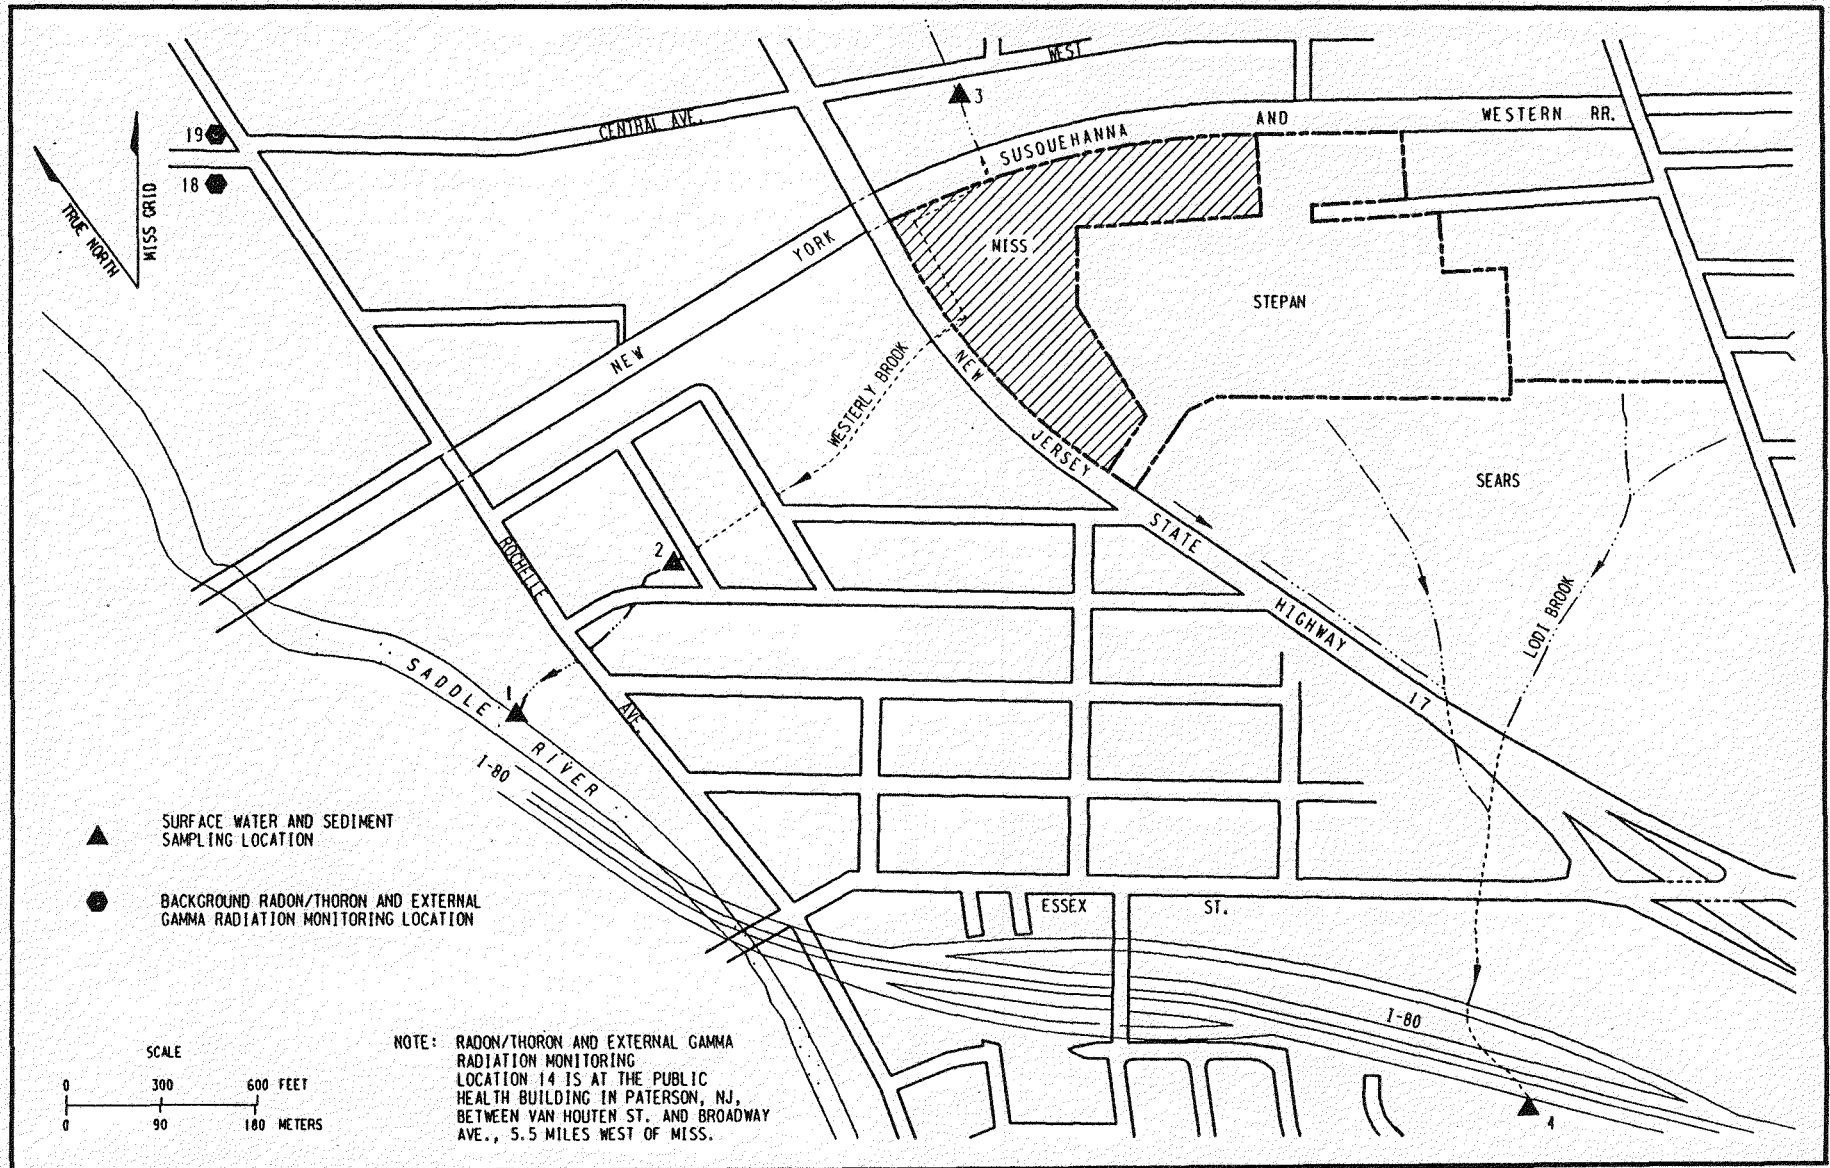 WEST
3
CENTRAL AVE.
19
18
TRUE NORTH
MISS GRID
SUSQUEHANNA
AND
WESTERN RR.
YORK
NEW
MISS
STEPAN
WESTERLY BROOK
NEW
JERSEY
STATE
HIGHWAY
17
SEARS
LODI BROOK
2
ROCHELLE
AVE.
1
SADDLE
RIVER
I-80
SURFACE WATER AND SEDIMENT
SAMPLING LOCATION
BACKGROUND RADON/THORON AND EXTERNAL
GAMMA RADIATION MONITORING LOCATION
ESSEX
ST.
I-80
4
SCALE
0 300 600 FEET
0 90 180 METERS
NOTE: RADON/THORON AND EXTERNAL GAMMA
RADIATION MONITORING
LOCATION 14 IS AT THE PUBLIC
HEALTH BUILDING IN PATERSON, NJ,
BETWEEN VAN HOUTEN ST. AND BROADWAY
AVE., 5.5 MILES WEST OF MISS.